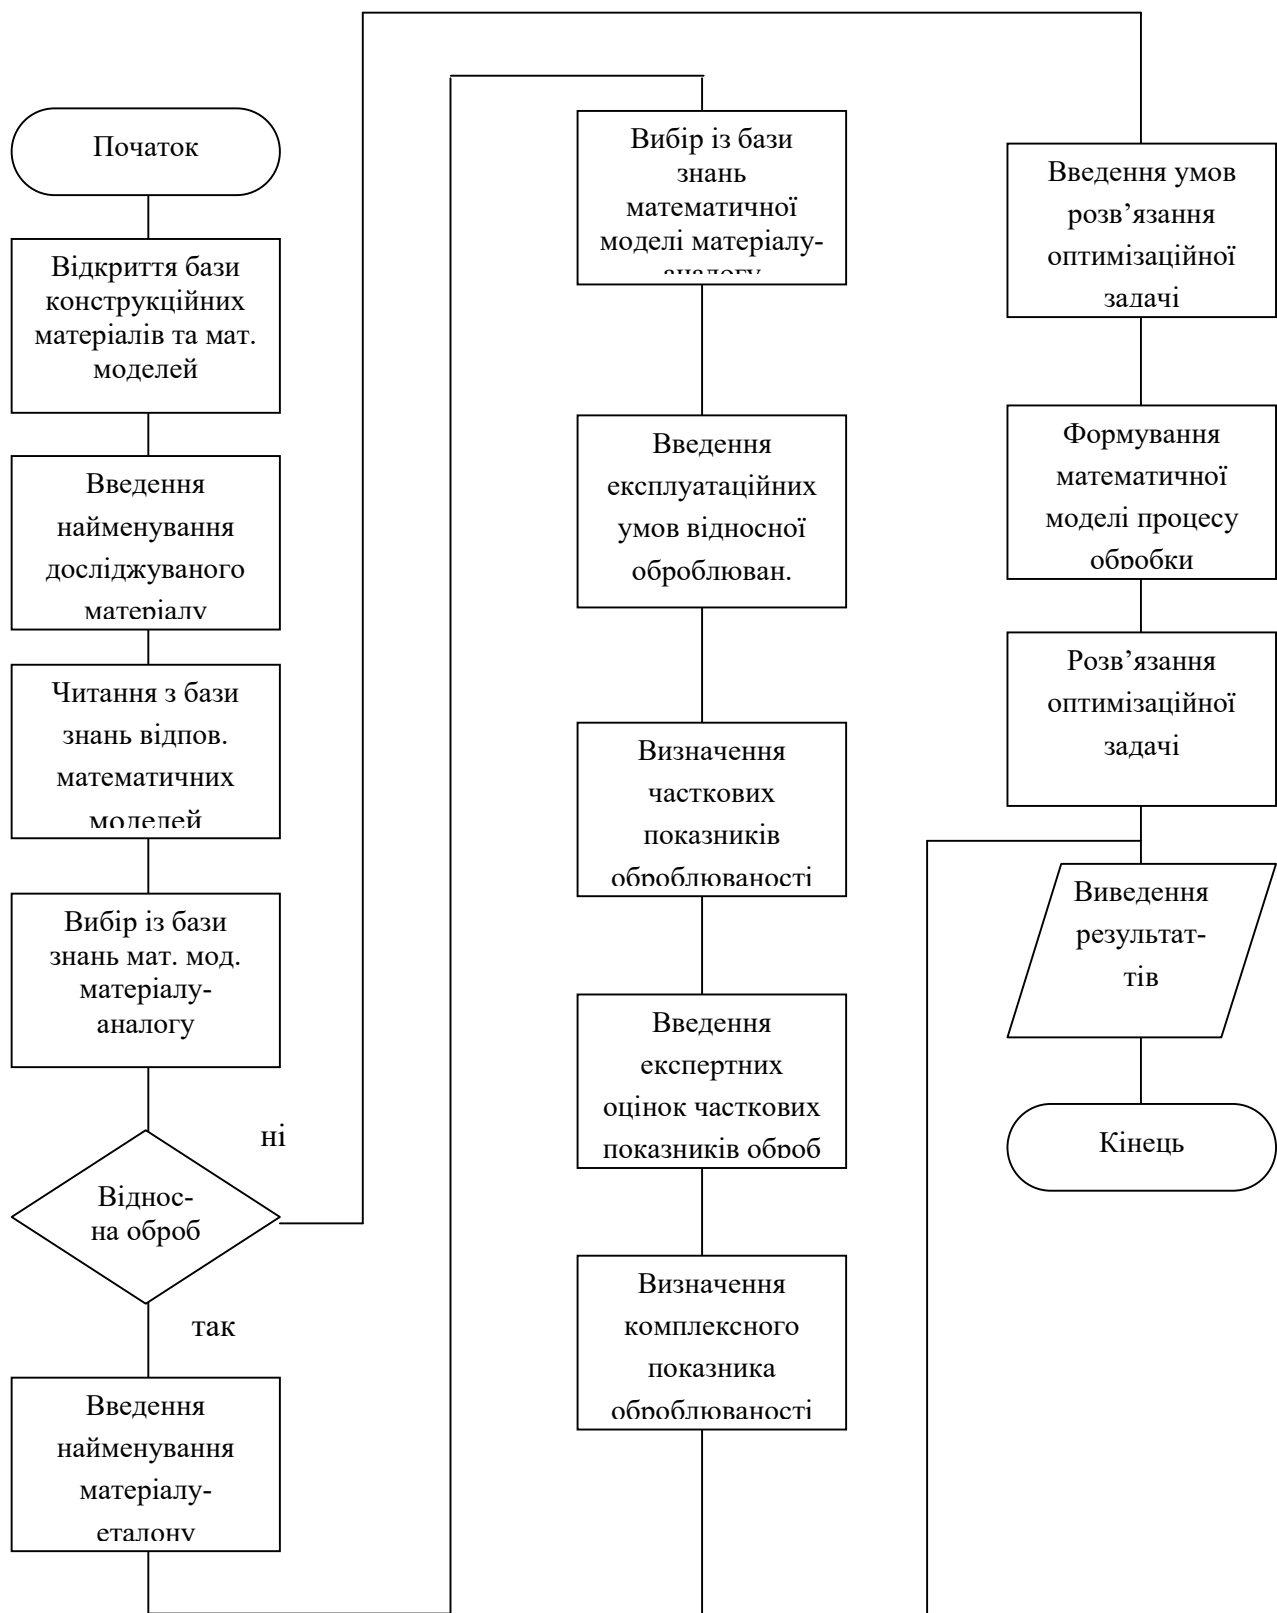 Початок
Відкриття бази
конструкційних
матеріалів та мат.
моделей
Введення
найменування
досліджуваного
матеріалу
Читання з бази
знань відпов.
математичних
моделей
Вибір із бази
знань мат. мод.
матеріалу-
аналогу
ні
Віднос-
на оброб
так
Введення
найменування
матеріалу-
еталону
Вибір із бази
знань
математичної
моделі матеріалу-
аналогу
Введення
експлуатаційних
умов відносної
оброблюван.
Визначення
часткових
показників
оброблюваності
Введення
експертних
оцінок часткових
показників оброб
Визначення
комплексного
показника
оброблюваності
Введення умов
розв’язання
оптимізаційної
задачі
Формування
математичної
моделі процесу
обробки
Розв’язання
оптимізаційної
задачі
Виведення
результат-
тів
Кінець